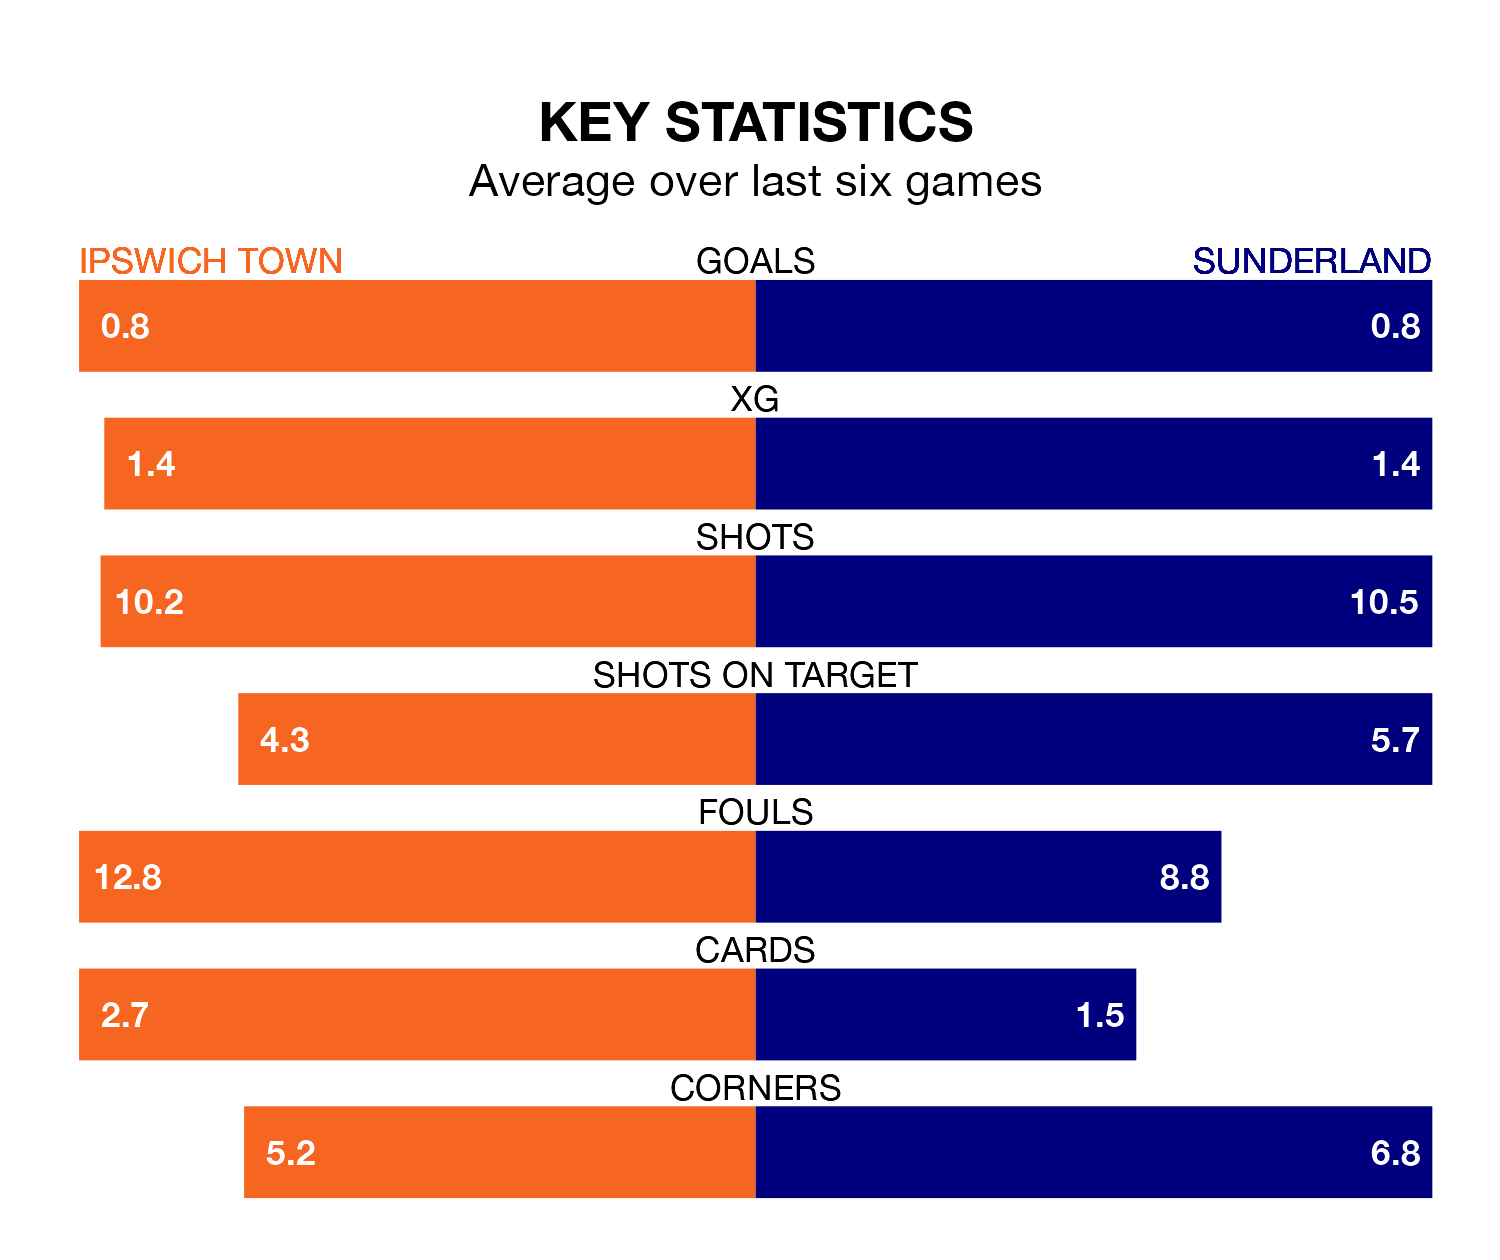 KEY STATISTICS
Average over last six games
IPSWICH TOWN GOALS SUNDERLAND
0.8 0.8
XG
1.4 1.4
SHOTS
10.2 10.5
SHOTS ON TARGET
4.3 5.7
FOULS
12.8 8.8
CARDS
2.7 1.5
CORNERS
5.2 6.8